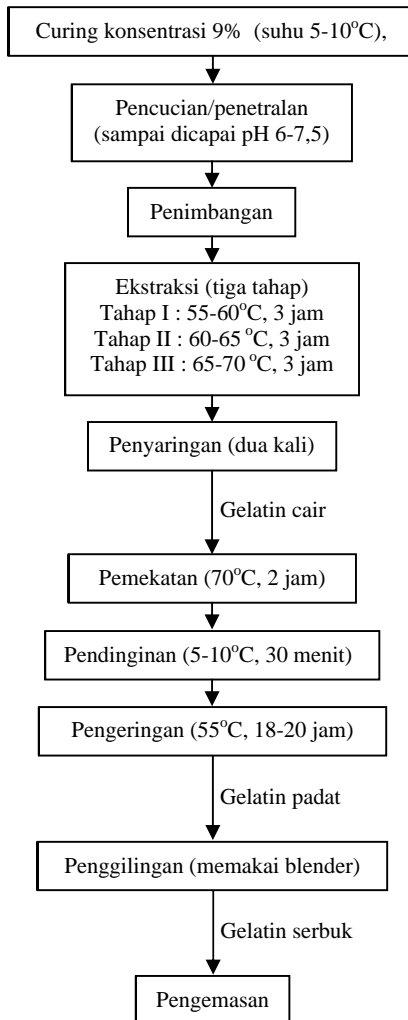 Curing konsentrasi 9% (suhu 5-10°C),
Pencucian/penetralan
(sampai dicapai pH 6-7,5)
Penimbangan
Ekstraksi (tiga tahap)
Tahap I : 55-60°C, 3 jam
Tahap II : 60-65 °C, 3 jam
Tahap III : 65-70 °C, 3 jam
Penyaringan (dua kali)
Gelatin cair
Pemekatan (70°C, 2 jam)
Pendinginan (5-10°C, 30 menit)
Pengeringan (55°C, 18-20 jam)
Gelatin padat
Penggilingan (memakai blender)
Gelatin serbuk
Pengemasan